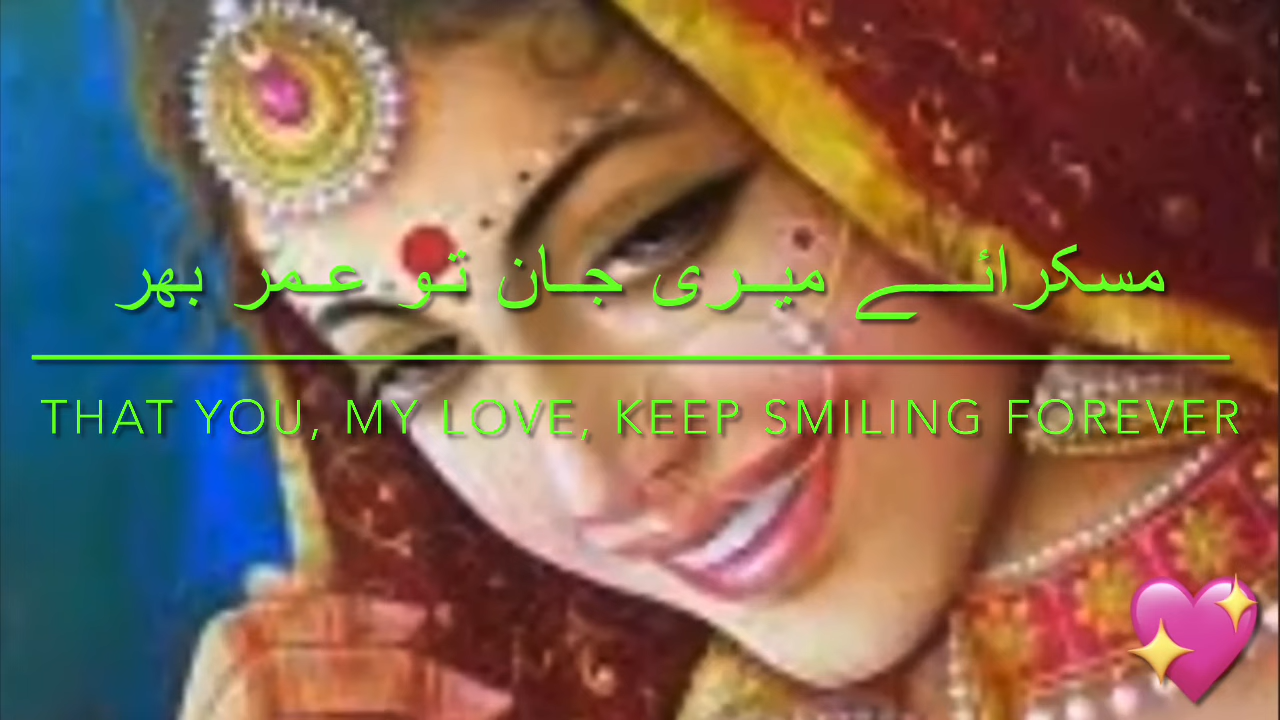 مسکرائے میری جان تو عمر بھر
THAT YOU, MY LOVE, KEEP SMILING FOREVER